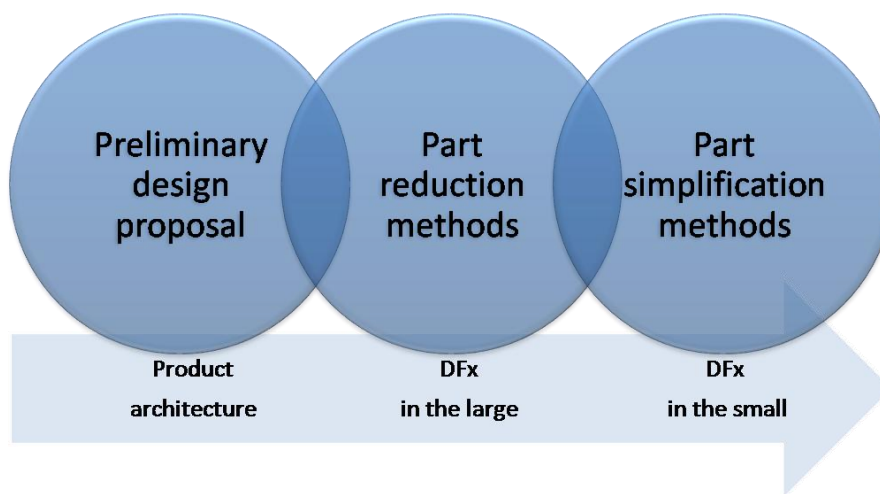 Preliminary
design
proposal
Part
reduction
methods
Part
simplification
methods
Product
architecture
DFx
in the large
DFx
in the small